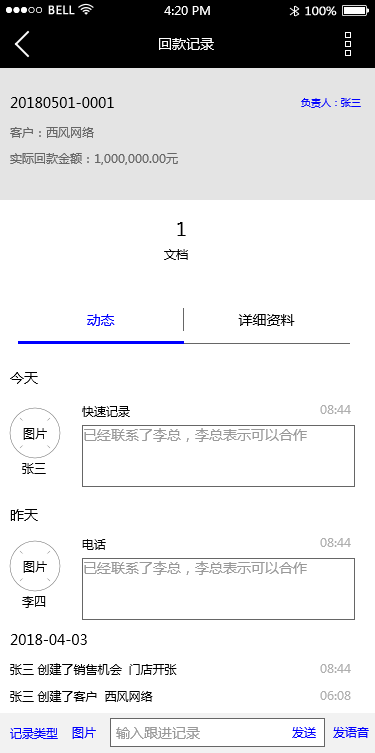 BELL 4:20 PM 100%
回款记录
20180501-0001 负责人：张三
客户：西风网络
实际回款金额：1,000,000.00元
1
文档
动态 详细资料
今天
快速记录 08:44
图片 已经联系了李总，李总表示可以合作
张三
昨天
电话 08:44
图片 已经联系了李总，李总表示可以合作
李四
2018-04-03
张三 创建了销售机会 门店开张 08:44
张三 创建了客户 西风网络 06:08
记录类型 图片 输入跟进记录 发送 发语音